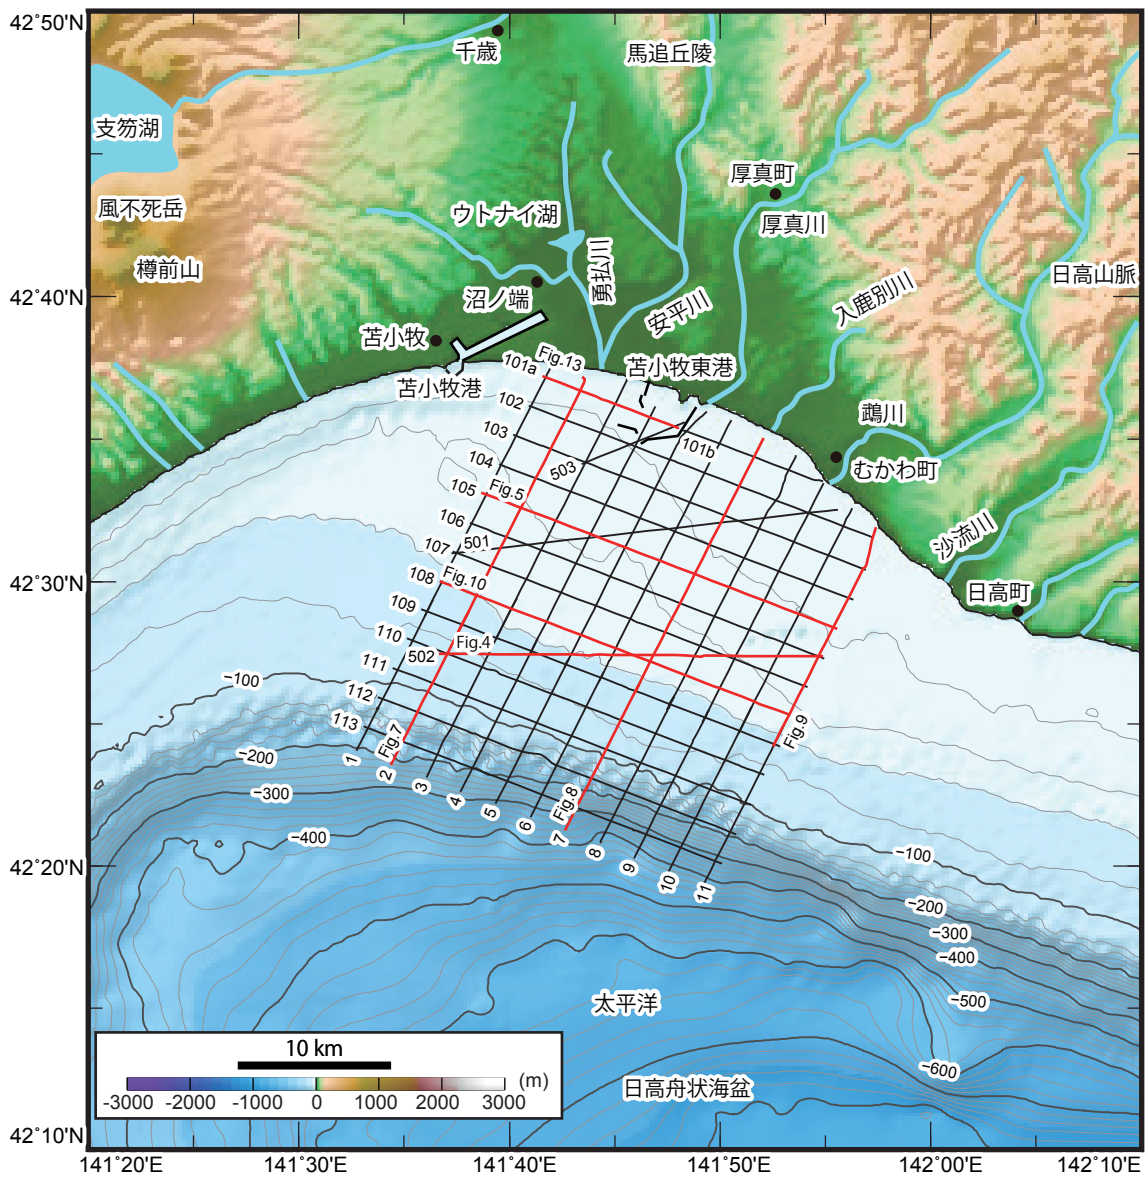 42°50'N
千歳
馬追丘陵
支笏湖
厚真町
風不死岳
ウトナイ湖
厚真川
樽前山
勇払川
日高山脈
入鹿別川
42°40'N
沼ノ端
安平川
苫小牧
101a
Fig.13
苫小牧東港
苫小牧港
102
鵡川
103
101b
104
503
むかわ町
105
Fig.5
106
501
沙流川
107
42°30'N
108
Fig.10
日高町
109
110
Fig.4
502
111
−100
112
113
Fig.7
Fig.9
−200
1
2
3
4
5
6
7
8
9
10
11
Fig.8
−300
−400
−100
42°20'N
−200
−300
−400
−500
太平洋
−600
10 km
(m)
-3000 -2000 -1000 0 1000 2000 3000
日高舟状海盆
42°10'N
141°20'E 141°30'E 141°40'E 141°50'E 142°00'E 142°10'E